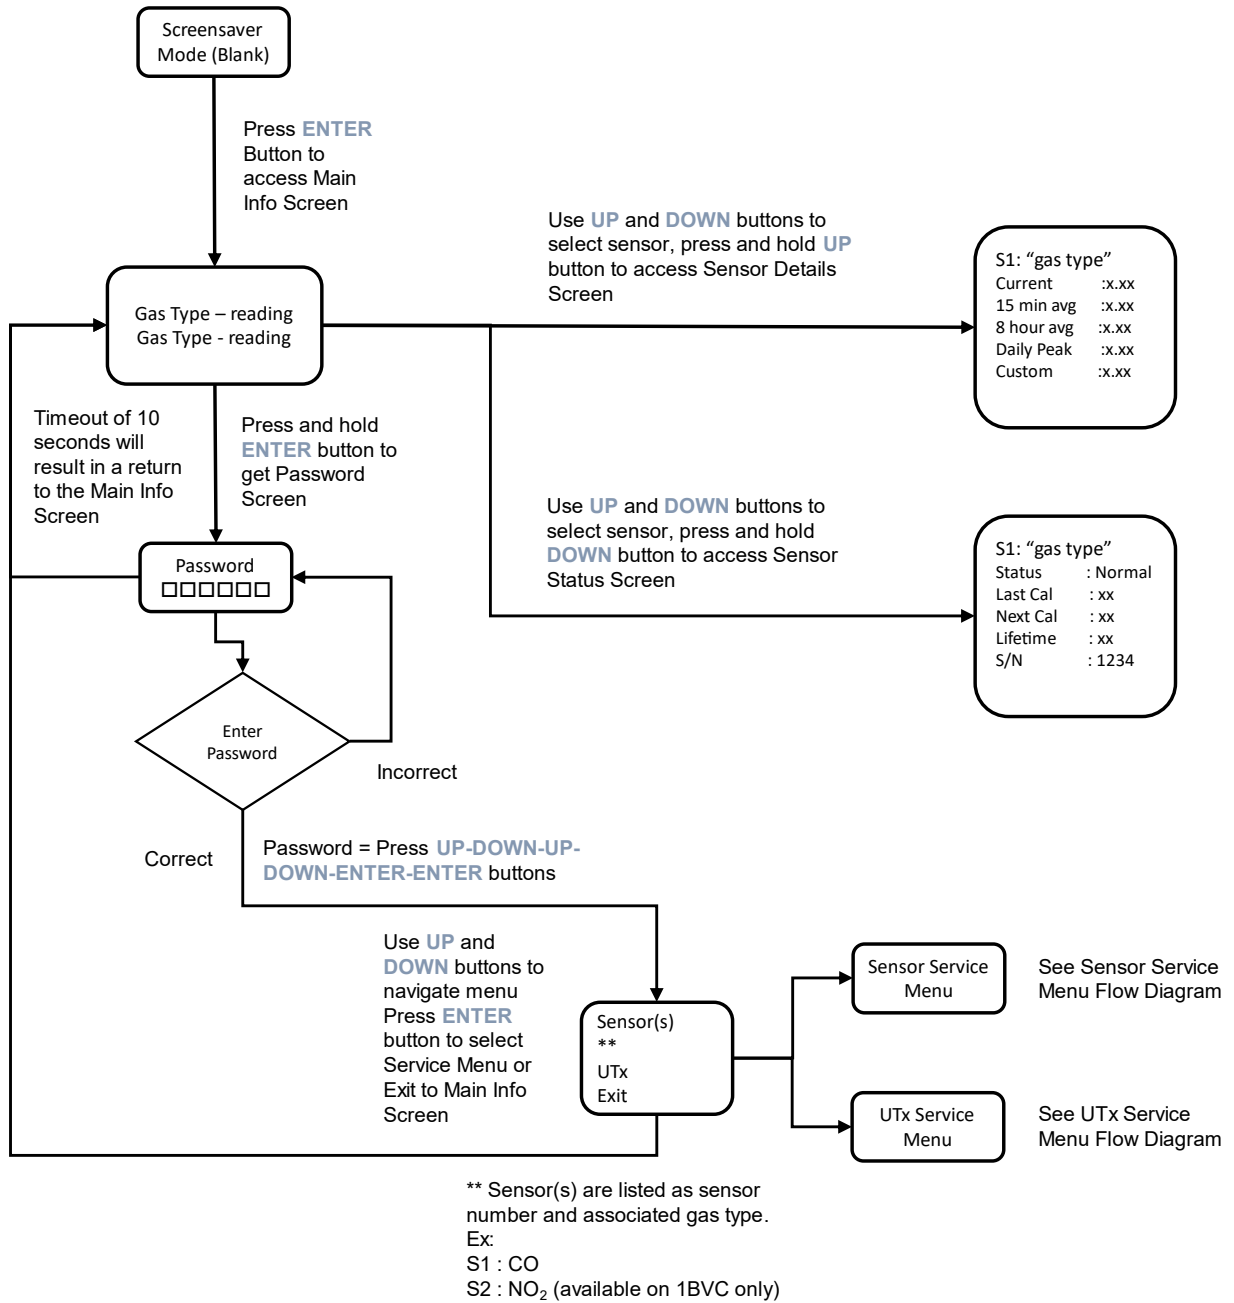 Screensaver
Mode (Blank)
Press ENTER
Button to
access Main
Info Screen
Use UP and DOWN buttons to
select sensor, press and hold UP
button to access Sensor Details
Screen
S1: “gas type”
Current :x.xx
15 min avg :x.xx
8 hour avg :x.xx
Daily Peak :x.xx
Custom :x.xx
Gas Type – reading
Gas Type - reading
Timeout of 10
seconds will
result in a return
to the Main Info
Screen
Press and hold
ENTER button to
get Password
Screen
Use UP and DOWN buttons to
select sensor, press and hold
DOWN button to access Sensor
Status Screen
S1: “gas type”
Status : Normal
Last Cal : xx
Next Cal : xx
Lifetime : xx
S/N : 1234
Password
□□□□□□
Enter
Password
Incorrect
Correct
Password = Press UP-DOWN-UP-
DOWN-ENTER-ENTER buttons
Use UP and
DOWN buttons to
navigate menu
Press ENTER
button to select
Service Menu or
Exit to Main Info
Screen
Sensor(s)
**
UTx
Exit
Sensor Service
Menu
See Sensor Service
Menu Flow Diagram
UTx Service
Menu
See UTx Service
Menu Flow Diagram
** Sensor(s) are listed as sensor
number and associated gas type.
Ex:
S1 : CO
S2 : NO₂ (available on 1BVC only)